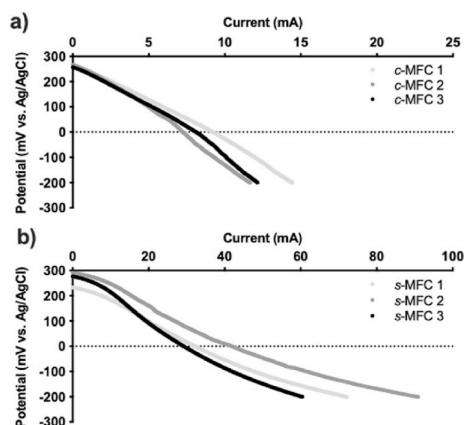 a)
Current (mA)
0 5 10 15 20 25
Potential (mV vs. Ag/AgCl)
300
200
100
0
-100
-200
-300
c-MFC 1
c-MFC 2
c-MFC 3
b)
Current (mA)
0 20 40 60 80 100
Potential (mV vs. Ag/AgCl)
300
200
100
0
-100
-200
-300
s-MFC 1
s-MFC 2
s-MFC 3